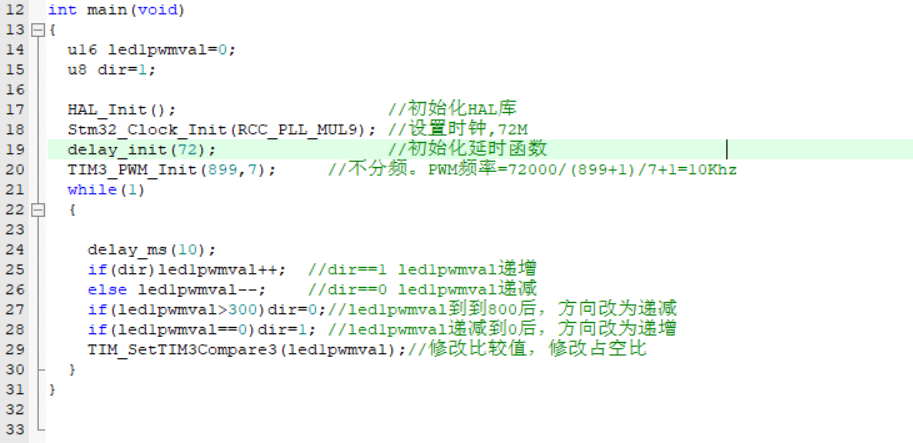 12 int main(void)
13 {
14 u16 led1pwmval=0;
15 u8 dir=1;
16
17 HAL_Init(); //初始化HAL库
18 Stm32_Clock_Init(RCC_PLL_MUL9); //设置时钟,72M
19 delay_init(72); //初始化延时函数
20 TIM3_PWM_Init(899,7); //不分频。PWM频率=72000/(899+1)/7+1=10Khz
21 while(1)
22 {
23
24 delay_ms(10);
25 if(dir)led1pwmval++; //dir==1 led1pwmval递增
26 else led1pwmval--; //dir==0 led1pwmval递减
27 if(led1pwmval>300)dir=0;//led1pwmval到到800后，方向改为递减
28 if(led1pwmval==0)dir=1; //led1pwmval递减到0后，方向改为递增
29 TIM_SetTIM3Compare3(led1pwmval);//修改比较值，修改占空比
30 }
31 }
32
33